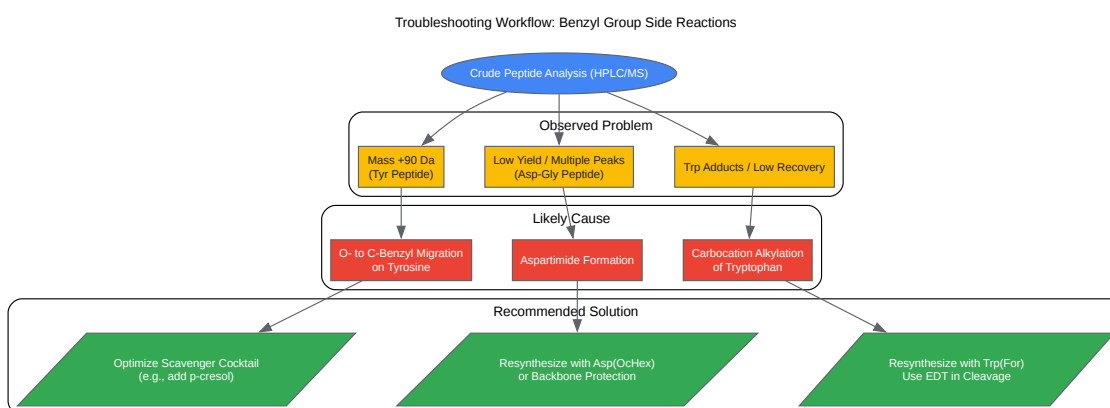 Troubleshooting Workflow: Benzyl Group Side Reactions
Crude Peptide Analysis (HPLC/MS)
Observed Problem
Mass +90 Da
(Tyr Peptide)
Low Yield / Multiple Peaks
(Asp-Gly Peptide)
Trp Adducts / Low Recovery
Likely Cause
O- to C-Benzyl Migration
on Tyrosine
Aspartimide Formation
Carbocation Alkylation
of Tryptophan
Recommended Solution
Optimize Scavenger Cocktail
(e.g., add p-cresol)
Resynthesize with Asp(OcHex)
or Backbone Protection
Resynthesize with Trp(For)
Use EDT in Cleavage